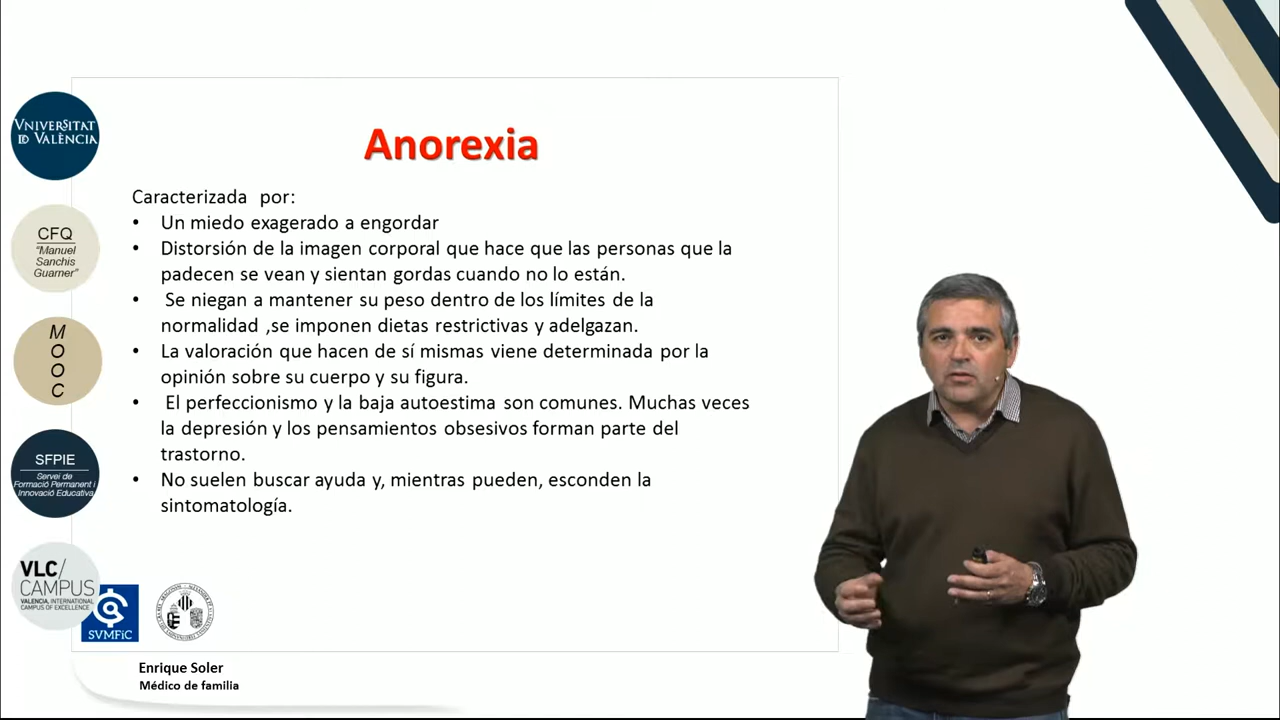 Anorexia
Caracterizada por:
• Un miedo exagerado a engordar
• Distorsión de la imagen corporal que hace que las personas que la
padecen se vean y sientan gordas cuando no lo están.
• Se niegan a mantener su peso dentro de los límites de la
normalidad ,se imponen dietas restrictivas y adelgazan.
• La valoración que hacen de sí mismas viene determinada por la
opinión sobre su cuerpo y su figura.
• El perfeccionismo y la baja autoestima son comunes. Muchas veces
la depresión y los pensamientos obsesivos forman parte del
trastorno.
• No suelen buscar ayuda y, mientras pueden, esconden la
sintomatología.
VNIVERSITAT
ID VALÈNCIA
CFQ
"Manuel
Sanchis
Guarner"
M
O
O
C
SFPIE
Servei de
Formació Permanent i
Innovació Educativa
VLC/
CAMPUS
VALENCIA, INTERNATIONAL
CAMPUS OF EXCELLENCE
SVMFiC
Enrique Soler
Médico de familia